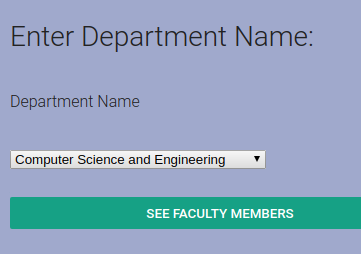 Enter Department Name:
Department Name
Computer Science and Engineering
SEE FACULTY MEMBERS